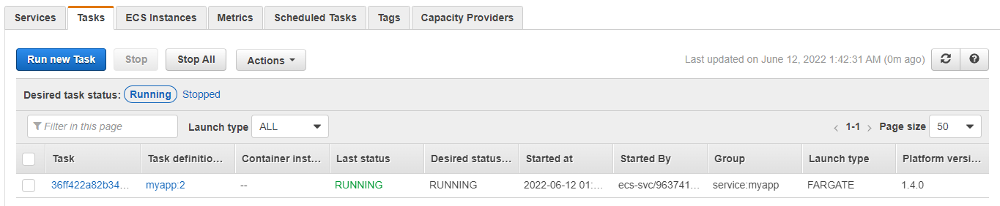 Services Tasks ECS Instances Metrics Scheduled Tasks Tags Capacity Providers
Run new Task Stop Stop All Actions Last updated on June 12, 2022 1:42:31 AM (0m ago)
Desired task status: Running Stopped
Filter in this page Launch type ALL 1-1 Page size 50
Task Task definitio... Container inst... Last status Desired status... Started at Started By Group Launch type Platform versi...
36ff422a82b34... myapp:2 -- RUNNING RUNNING 2022-06-12 01:... ecs-svc/963741... service:myapp FARGATE 1.4.0